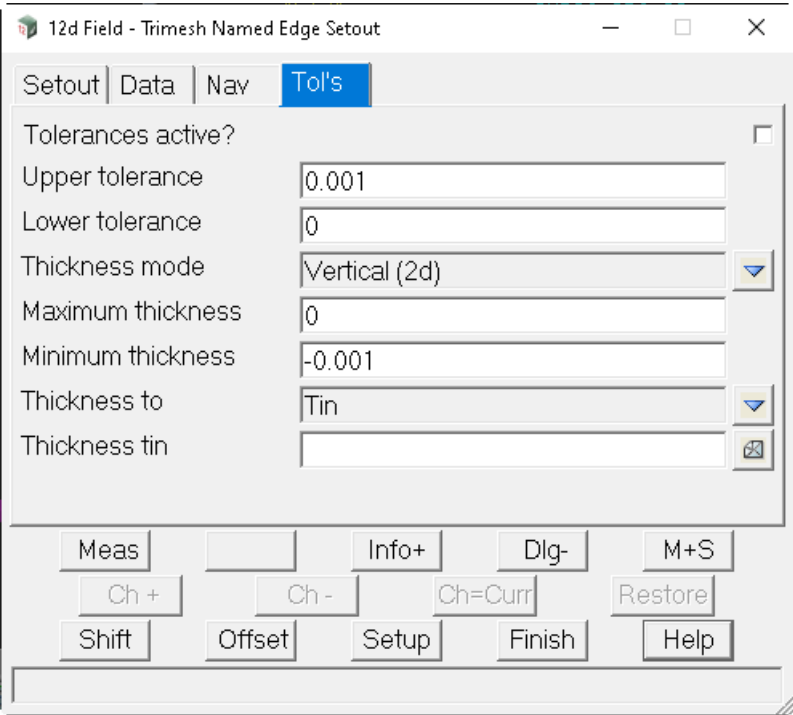 12d Field - Trimesh Named Edge Setout
Setout Data Nav Tol's
Tolerances active?
Upper tolerance 0.001
Lower tolerance 0
Thickness mode Vertical (2d)
Maximum thickness 0
Minimum thickness -0.001
Thickness to Tin
Thickness tin
Meas Info+ Dlg- M+S
Ch + Ch - Ch=Curr Restore
Shift Offset Setup Finish Help